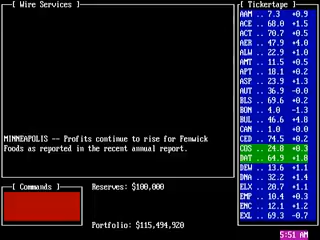 [ Wire Services ]
MINNEAPOLIS -- Profits continue to rise for Fenwick
Foods as reported in the recent annual report.
[ Commands ]
Reserves: $100,000
Portfolio: $115,494,920
[ Tickertape ]
AAM .. 7.3 +0.9
ACE .. 68.0 +1.5
ACT .. 70.7 +0.5
AER .. 47.9 +4.0
ALW .. 22.9 +1.0
AMT .. 11.5 +0.5
APT .. 18.1 +0.2
ASP .. 23.9 +1.3
AUT .. 36.9 -0.0
BLS .. 69.6 +0.2
BON .. 4.0 -1.3
BUL .. 46.6 +4.8
CAN .. 1.0 +0.0
CED .. 74.5 +0.2
COS .. 24.8 +0.3
DAT .. 64.9 +1.8
DEW .. 13.6 +1.1
DNA .. 32.2 +1.4
ELX .. 20.7 +1.1
EMP .. 10.4 +0.3
ENC .. 12.1 +1.2
EXL .. 69.3 -0.7
5:51 AM